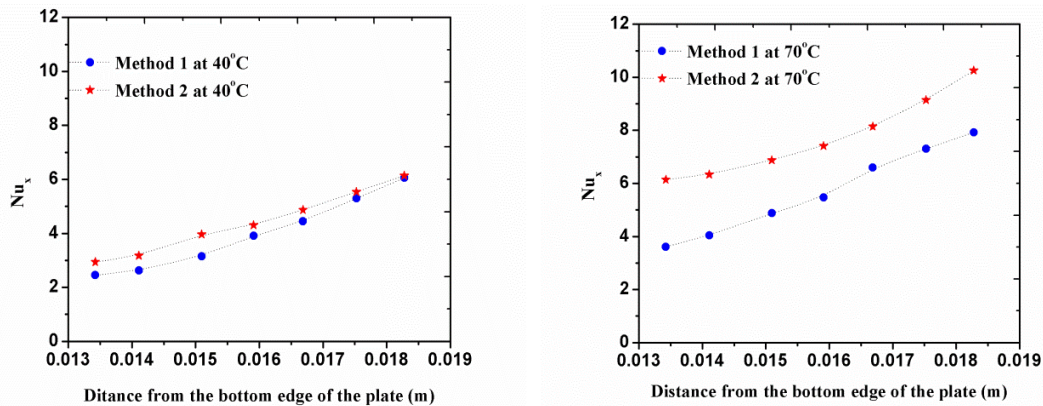 12
10
8
6
4
2
0
Nuₓ
Method 1 at 40°C
Method 2 at 40°C
0.013 0.014 0.015 0.016 0.017 0.018 0.019
Ditance from the bottom edge of the plate (m)
12
10
8
6
4
2
0
Nuₓ
Method 1 at 70°C
Method 2 at 70°C
0.013 0.014 0.015 0.016 0.017 0.018 0.019
Distance from the bottom edge of the plate (m)